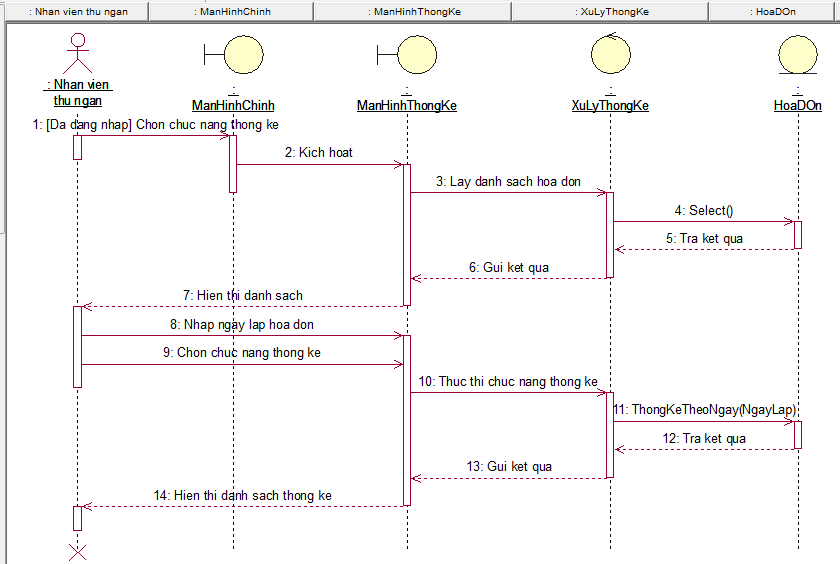 : Nhan vien thu ngan
: ManHinhChinh
: ManHinhThongKe
: XuLyThongKe
: HoaDOn
: Nhan vien
thu ngan
:
ManHinhChinh
:
ManHinhThongKe
:
XuLyThongKe
:
HoaDOn
1: [Da dang nhap] Chon chuc nang thong ke
2: Kich hoat
3: Lay danh sach hoa don
4: Select()
5: Tra ket qua
6: Gui ket qua
7: Hien thi danh sach
8: Nhap ngay lap hoa don
9: Chon chuc nang thong ke
10: Thuc thi chuc nang thong ke
11: ThongKeTheoNgay(NgayLap)
12: Tra ket qua
13: Gui ket qua
14: Hien thi danh sach thong ke